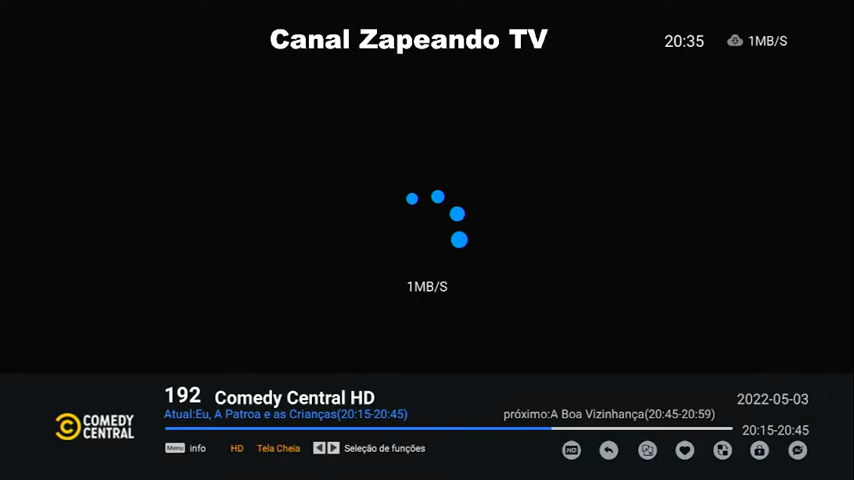 Canal Zapeando TV
20:35
1MB/S
1MB/S
192 Comedy Central HD
2022-05-03
COMEDY
CENTRAL
Atual:Eu, A Patroa e as Crianças(20:15-20:45)
próximo:A Boa Vizinhança(20:45-20:59)
20:15-20:45
Menu info HD Tela Cheia Seleção de funções
HD